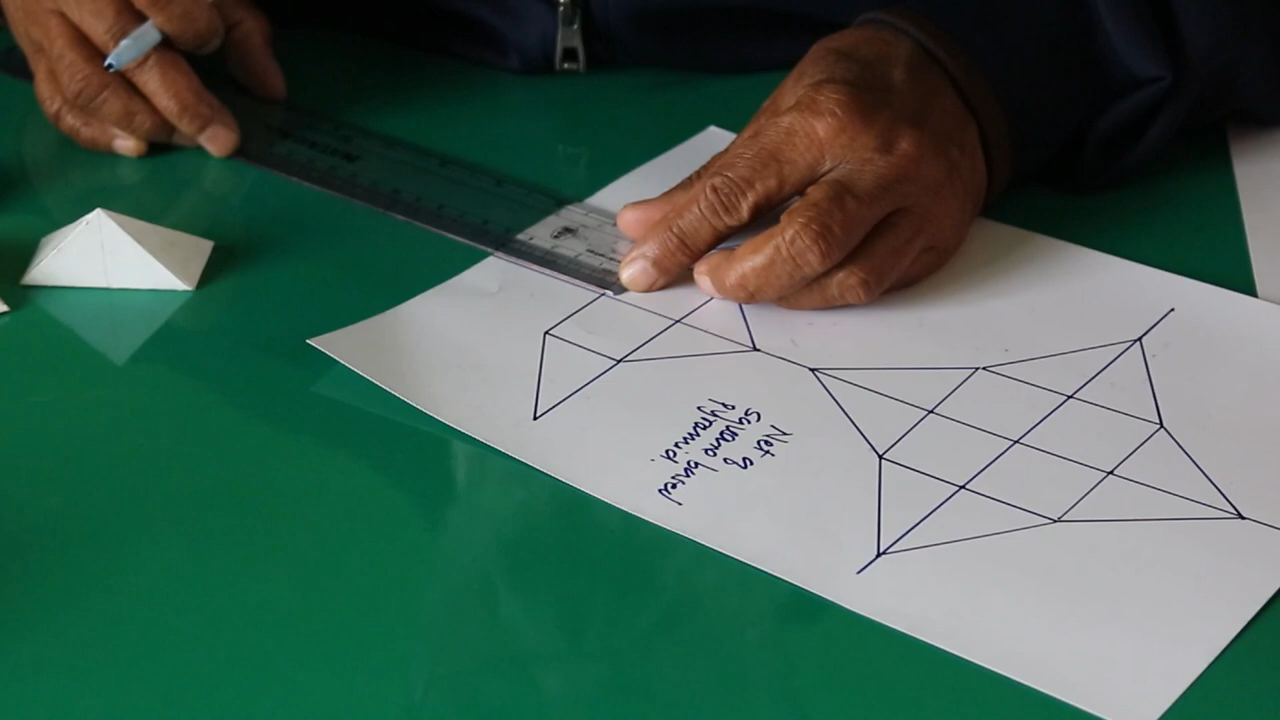 Net of
square based
pyramid.